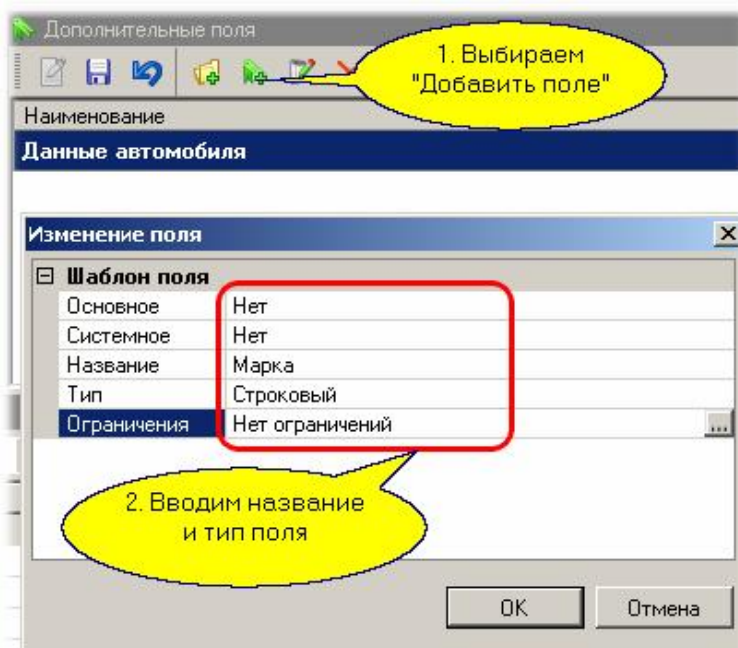 Дополнительные поля
1. Выбираем
"Добавить поле"
Наименование
Данные автомобиля
Изменение поля
Шаблон поля
Основное Нет
Системное Нет
Название Марка
Тип Строковый
Ограничения Нет ограничений ...
2. Вводим название
и тип поля
OK Отмена